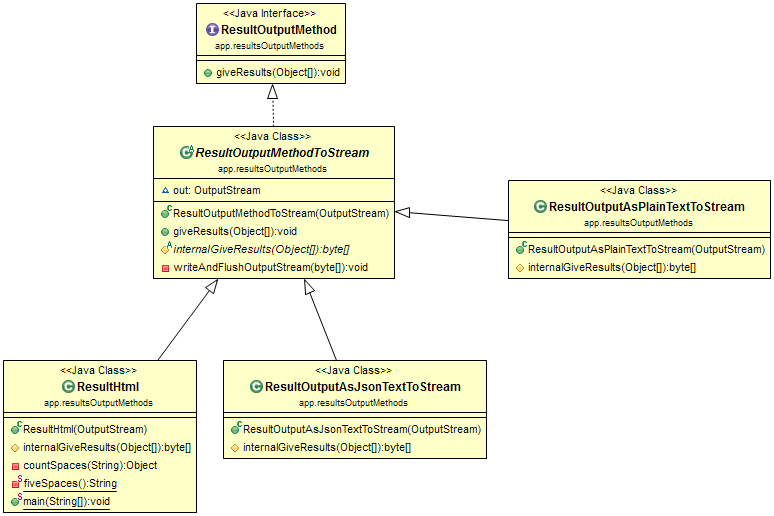 <<Java Interface>>
ResultOutputMethod
app.resultsOutputMethods
giveResults(Object[]):void
<<Java Class>>
ResultOutputMethodToStream
app.resultsOutputMethods
out: OutputStream
ResultOutputMethodToStream(OutputStream)
giveResults(Object[]):void
internalGiveResults(Object[]):byte[]
writeAndFlushOutputStream(byte[]):void
<<Java Class>>
ResultOutputAsPlainTextToStream
app.resultsOutputMethods
ResultOutputAsPlainTextToStream(OutputStream)
internalGiveResults(Object[]):byte[]
<<Java Class>>
ResultHtml
app.resultsOutputMethods
ResultHtml(OutputStream)
internalGiveResults(Object[]):byte[]
countSpaces(String):Object
fiveSpaces():String
main(String[]):void
<<Java Class>>
ResultOutputAsJsonTextToStream
app.resultsOutputMethods
ResultOutputAsJsonTextToStream(OutputStream)
internalGiveResults(Object[]):byte[]